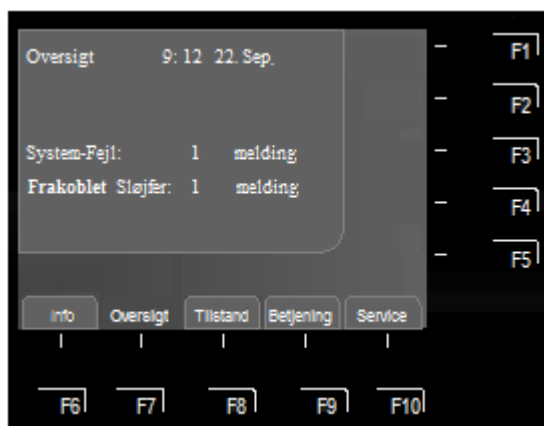 Oversigt 9: 12 22. Sep.
F1
F2
System-Fejl: 1 melding
F3
Frakoblet Sløjfer: 1 melding
F4
F5
Info Oversigt Tilstand Betjening Service
F6 F7 F8 F9 F10